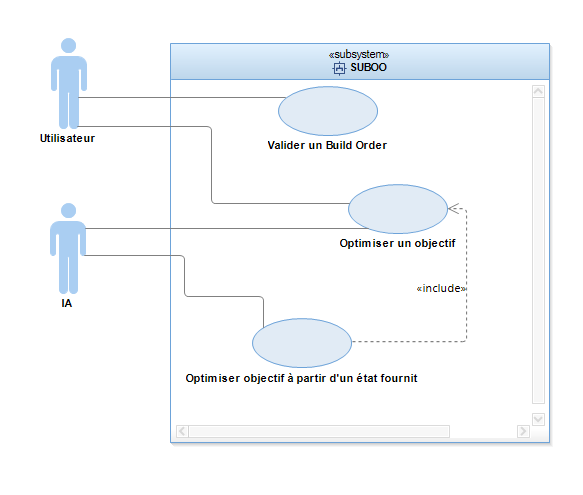 «subsystem»
SUBOO
Utilisateur
Valider un Build Order
Optimiser un objectif
«include»
IA
Optimiser objectif à partir d'un état fournit